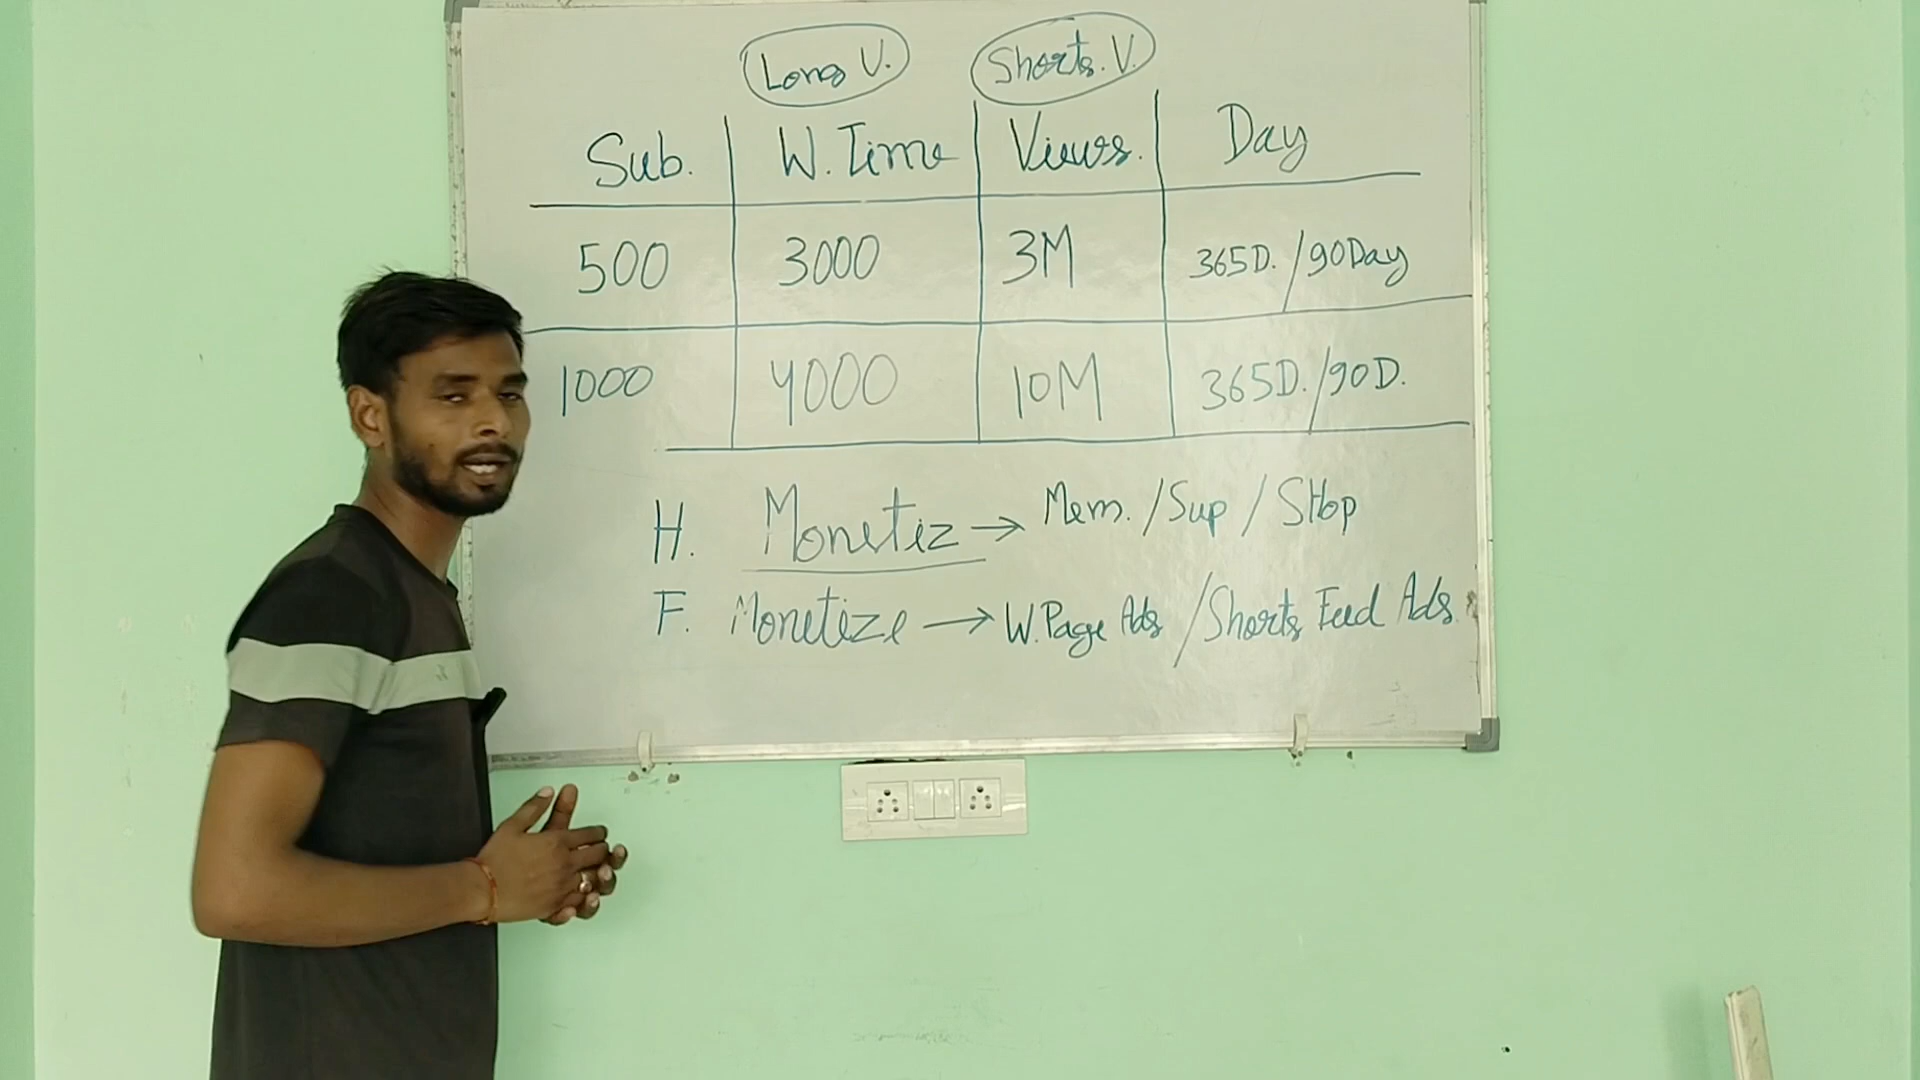 Long V. Shorts. V.
Sub. W. Time Views. Day
500 3000 3M 365D. / 90Day
1000 4000 10M 365D. / 90D.
H. Monetiz → Mem. / Sup / SHop
F. Monetize → W. Page Ads / Shorts Feed Ads.